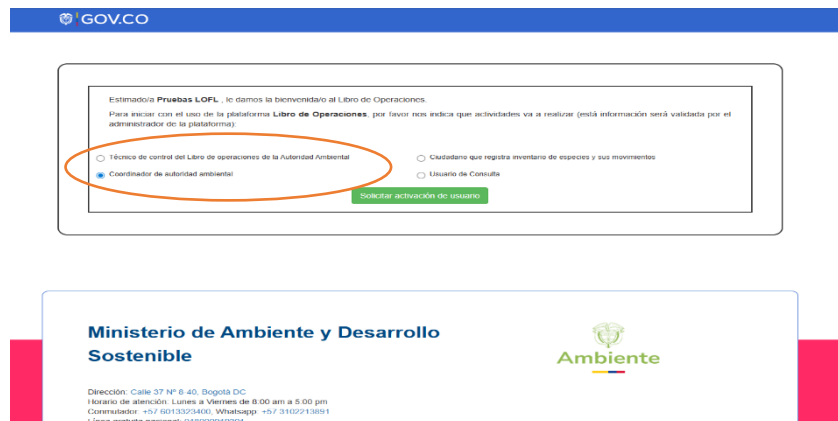 GOV.CO
Estimado/a Pruebas LOFL , le damos la bienvenida/o al Libro de Operaciones.
Para iniciar con el uso de la plataforma Libro de Operaciones, por favor nos indica que actividades va a realizar (está información será validada por el
administrador de la plataforma):
Técnico de control del Libro de operaciones de la Autoridad Ambiental
Ciudadano que registra inventario de especies y sus movimientos
Coordinador de autoridad ambiental
Usuario de Consulta
Solicitar activación de usuario
Ministerio de Ambiente y Desarrollo
Sostenible
Ambiente
Dirección: Calle 37 Nº 8-40, Bogotá DC
Horario de atención: Lunes a Viernes de 8:00 am a 5:00 pm
Conmutador: +57 6013323400, Whatsapp: +57 3102213891